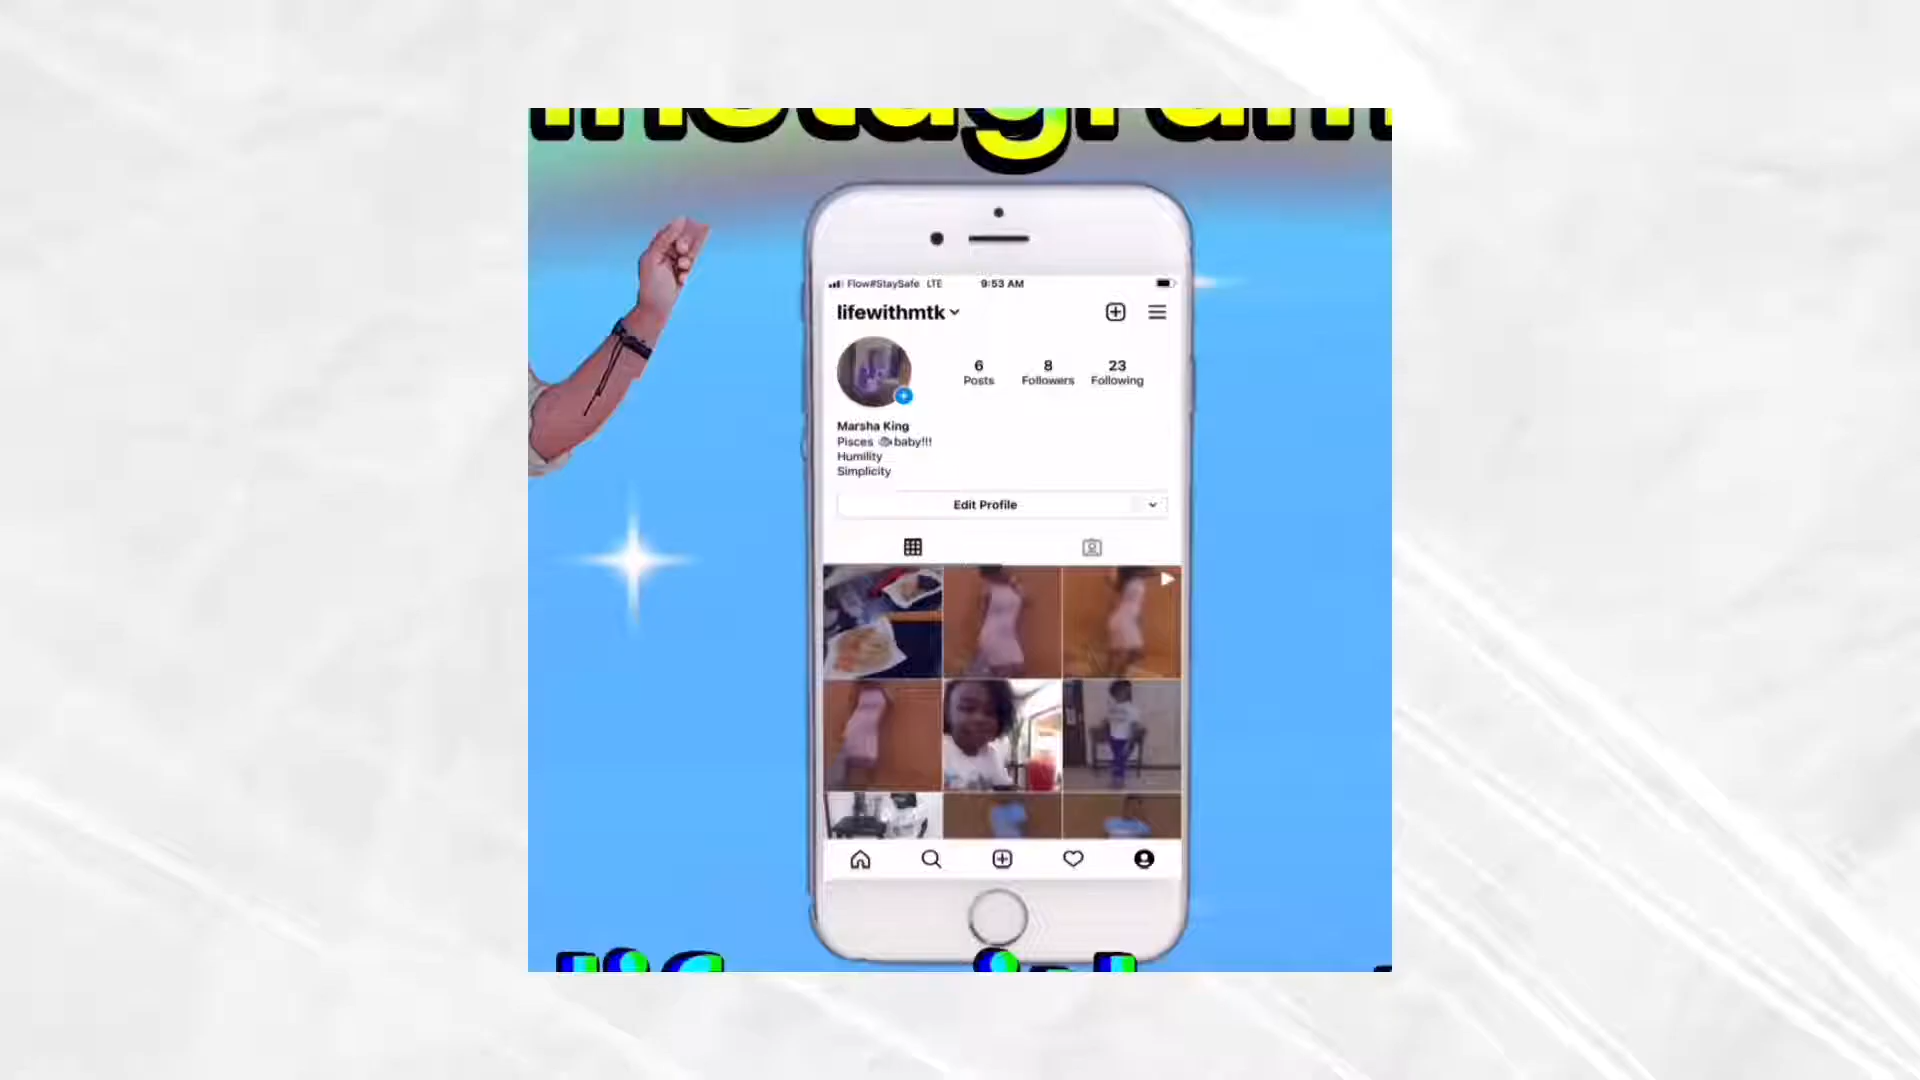 Instagram
Flow#StaySafe LTE 9:53 AM
lifewithmtk
6 8 23
Posts Followers Following
Marsha King
Pisces 🐡baby!!!
Humility
Simplicity
Edit Profile